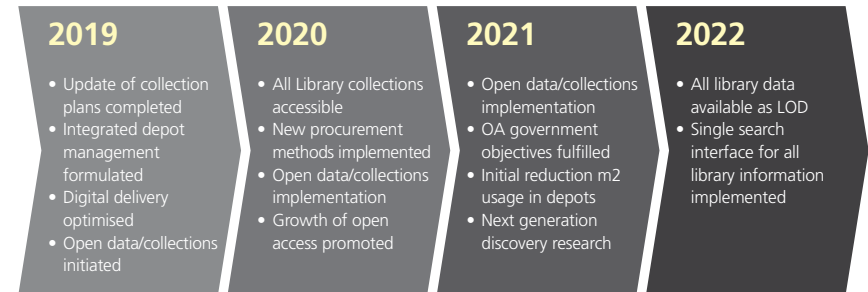 2019
• Update of collection
plans completed
• Integrated depot
management
formulated
• Digital delivery
optimised
• Open data/collections
initiated
2020
• All Library collections
accessible
• New procurement
methods implemented
• Open data/collections
implementation
• Growth of open
access promoted
2021
• Open data/collections
implementation
• OA government
objectives fulfilled
• Initial reduction m2
usage in depots
• Next generation
discovery research
2022
• All library data
available as LOD
• Single search
interface for all
library information
implemented